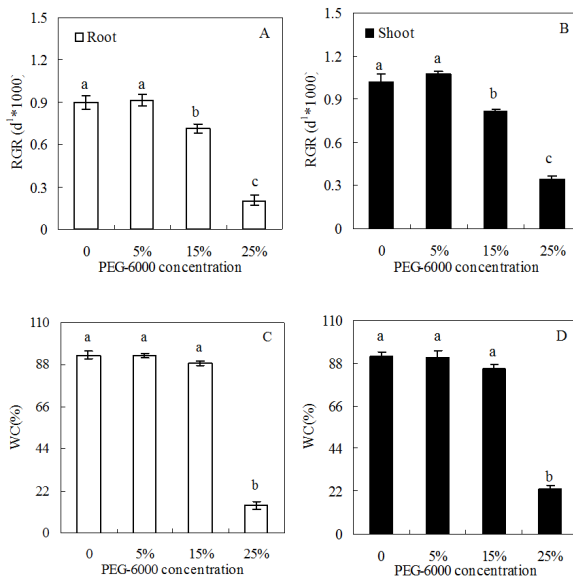 Root
A
1.5
1.2
0.9
0.6
0.3
0
RGR (d¹*1000)
a
a
b
c
0 5% 15% 25%
PEG-6000 concentration
Shoot
B
1.5
1.2
0.9
0.6
0.3
0
RGR (d¹*1000)
a
a
b
c
0 5% 15% 25%
PEG-6000 concentration
C
110
88
66
44
22
0
WC(%)
a
a
a
b
0 5% 15% 25%
PEG-6000 concentration
D
110
88
66
44
22
0
WC(%)
a
a
a
b
0 5% 15% 25%
PEG-6000 concentration